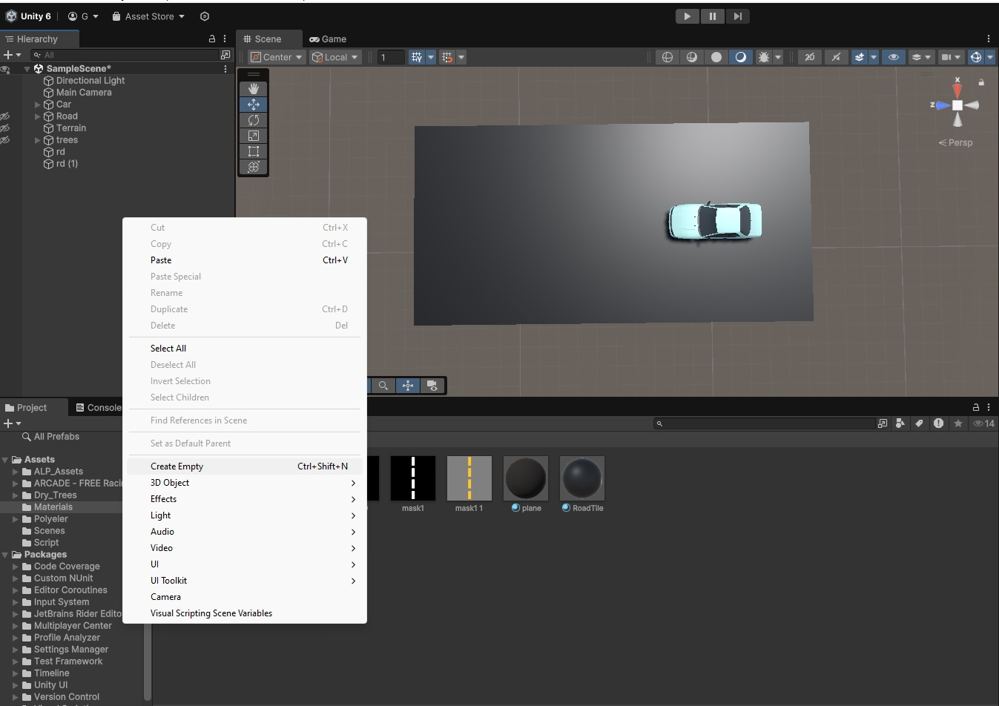 Unity 6 G Asset Store
Hierarchy
Scene Game
All
Center Local 1 2D
SampleScene*
Directional Light
Main Camera
Car
Road
Terrain
trees
rd
rd (1)
X
Z
Persp
Cut Ctrl+X
Copy Ctrl+C
Paste Ctrl+V
Paste Special
Rename
Duplicate Ctrl+D
Delete Del
Select All
Deselect All
Invert Selection
Select Children
Find References in Scene
Set as Default Parent
Create Empty Ctrl+Shift+N
3D Object
Effects
Light
Audio
Video
UI
UI Toolkit
Camera
Visual Scripting Scene Variables
Project Console
14
All Prefabs
Assets
ALP_Assets
ARCADE - FREE Raci
Dry_Trees
Materials
Polyeler
Scenes
Script
Packages
Code Coverage
Custom NUnit
Editor Coroutines
Input System
JetBrains Rider Edito
Multiplayer Center
Profile Analyzer
Settings Manager
Test Framework
Timeline
Unity UI
Version Control
mask1 mask1 1 plane RoadTile